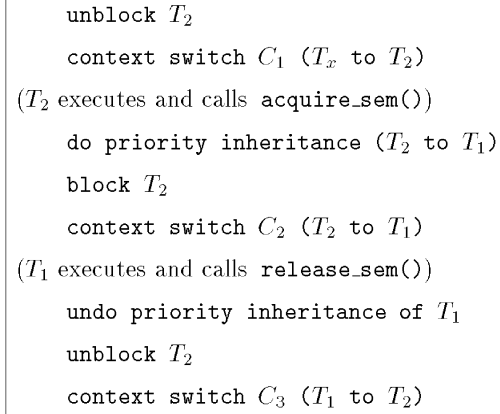 unblock T₂
context switch C₁ (Tₓ to T₂)
(T₂ executes and calls acquire_sem())
do priority inheritance (T₂ to T₁)
block T₂
context switch C₂ (T₂ to T₁)
(T₁ executes and calls release_sem())
undo priority inheritance of T₁
unblock T₂
context switch C₃ (T₁ to T₂)